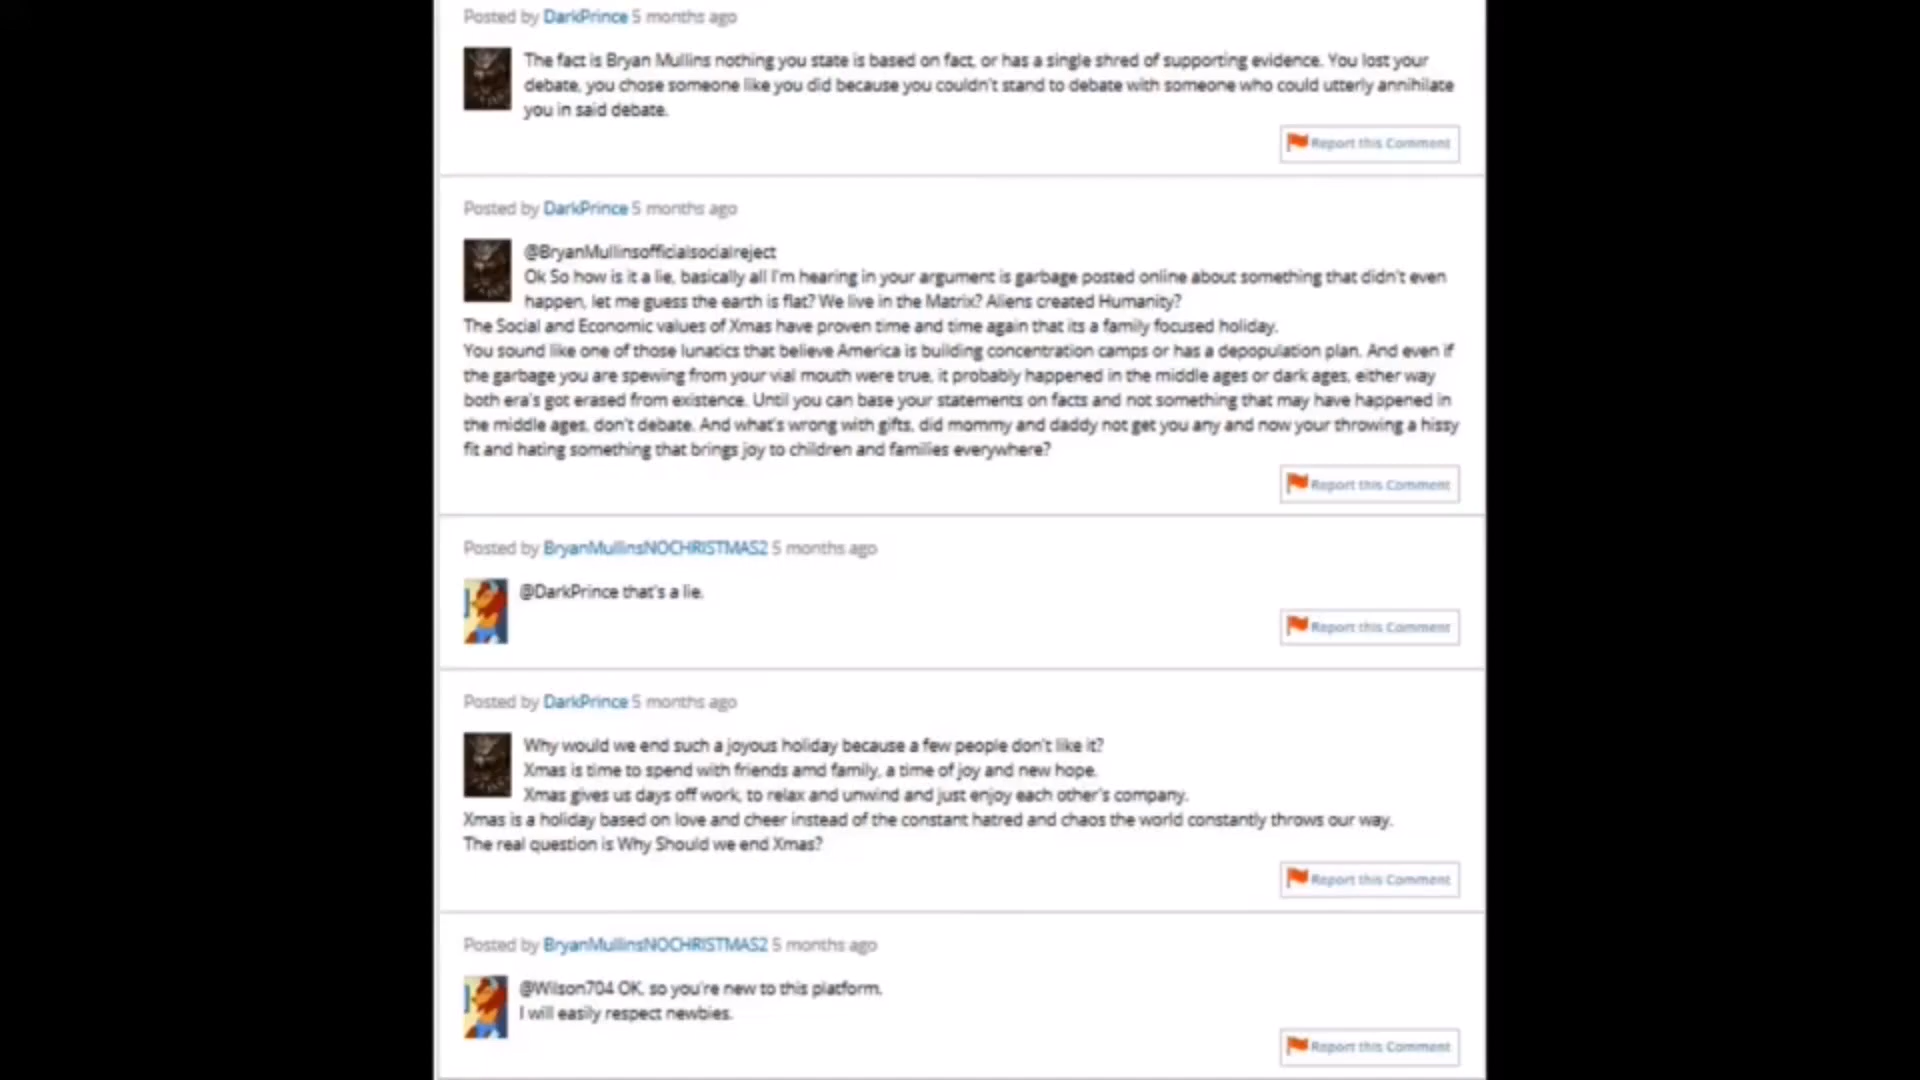 Posted by DarkPrince 5 months ago
The fact is Bryan Mullins nothing you state is based on fact, or has a single shred of supporting evidence. You lost your
debate, you chose someone like you did because you couldn't stand to debate with someone who could utterly annihilate
you in said debate.
Report this Comment
Posted by DarkPrince 5 months ago
@BryanMullinsofficialsocialreject
Ok So how is it a lie, basically all I'm hearing in your argument is garbage posted online about something that didn't even
happen, let me guess the earth is flat? We live in the Matrix? Aliens created Humanity?
The Social and Economic values of Xmas have proven time and time again that its a family focused holiday.
You sound like one of those lunatics that believe America is building concentration camps or has a depopulation plan. And even if
the garbage you are spewing from your vial mouth were true, it probably happened in the middle ages or dark ages, either way
both era's got erased from existence. Until you can base your statements on facts and not something that may have happened in
the middle ages, don't debate. And what's wrong with gifts, did mommy and daddy not get you any and now your throwing a hissy
fit and hating something that brings joy to children and families everywhere?
Report this Comment
Posted by BryanMullinsNOCHRISTMAS2 5 months ago
@DarkPrince that's a lie.
Report this Comment
Posted by DarkPrince 5 months ago
Why would we end such a joyous holiday because a few people don't like it?
Xmas is time to spend with friends amd family, a time of joy and new hope.
Xmas gives us days off work, to relax and unwind and just enjoy each other's company.
Xmas is a holiday based on love and cheer instead of the constant hatred and chaos the world constantly throws our way.
The real question is Why Should we end Xmas?
Report this Comment
Posted by BryanMullinsNOCHRISTMAS2 5 months ago
@Wilson704 OK, so you're new to this platform.
I will easily respect newbies.
Report this Comment